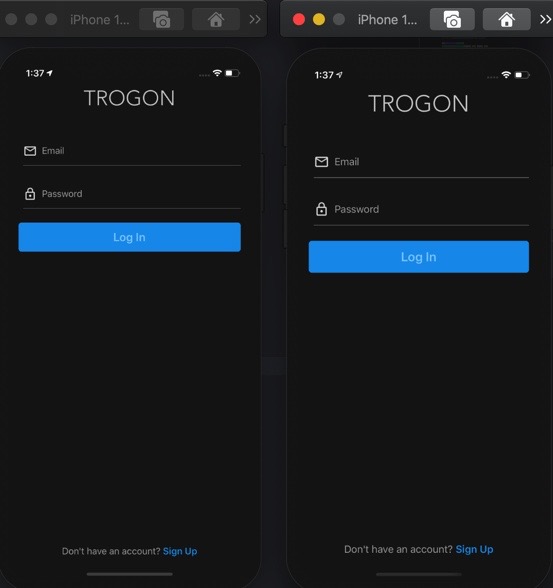 iPhone 1...
1:37
TROGON
Email
Password
Log In
Don't have an account? Sign Up
iPhone 1...
1:37
TROGON
Email
Password
Log In
Don't have an account? Sign Up